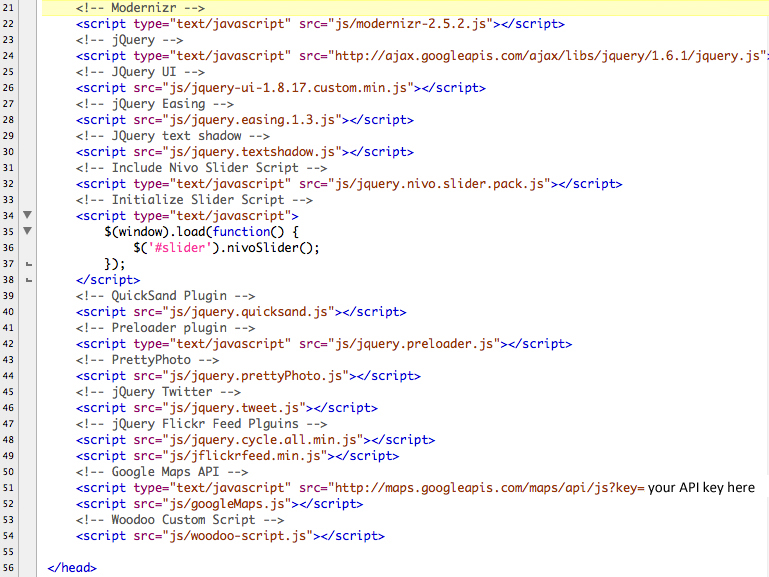 21 <!-- Modernizr -->
22 <script type="text/javascript" src="js/modernizr-2.5.2.js"></script>
23 <!-- jQuery -->
24 <script type="text/javascript" src="http://ajax.googleapis.com/ajax/libs/jquery/1.6.1/jquery.js">
25 <!-- JQuery UI -->
26 <script src="js/jquery-ui-1.8.17.custom.min.js"></script>
27 <!-- jQuery Easing -->
28 <script src="js/jquery.easing.1.3.js"></script>
29 <!-- JQuery text shadow -->
30 <script src="js/jquery.textshadow.js"></script>
31 <!-- Include Nivo Slider Script -->
32 <script type="text/javascript" src="js/jquery.nivo.slider.pack.js"></script>
33 <!-- Initialize Slider Script -->
34 <script type="text/javascript">
35 $(window).load(function() {
36 $('#slider').nivoSlider();
37 });
38 </script>
39 <!-- QuickSand Plugin -->
40 <script src="js/jquery.quicksand.js"></script>
41 <!-- Preloader plugin -->
42 <script type="text/javascript" src="js/jquery.preloader.js"></script>
43 <!-- PrettyPhoto -->
44 <script src="js/jquery.prettyPhoto.js"></script>
45 <!-- jQuery Twitter -->
46 <script src="js/jquery.tweet.js"></script>
47 <!-- jQuery Flickr Feed Plguins -->
48 <script src="js/jquery.cycle.all.min.js"></script>
49 <script src="js/jflickrfeed.min.js"></script>
50 <!-- Google Maps API -->
51 <script type="text/javascript" src="http://maps.googleapis.com/maps/api/js?key= your API key here
52 <script src="js/googleMaps.js"></script>
53 <!-- Woodoo Custom Script -->
54 <script src="js/woodoo-script.js"></script>
55
56 </head>